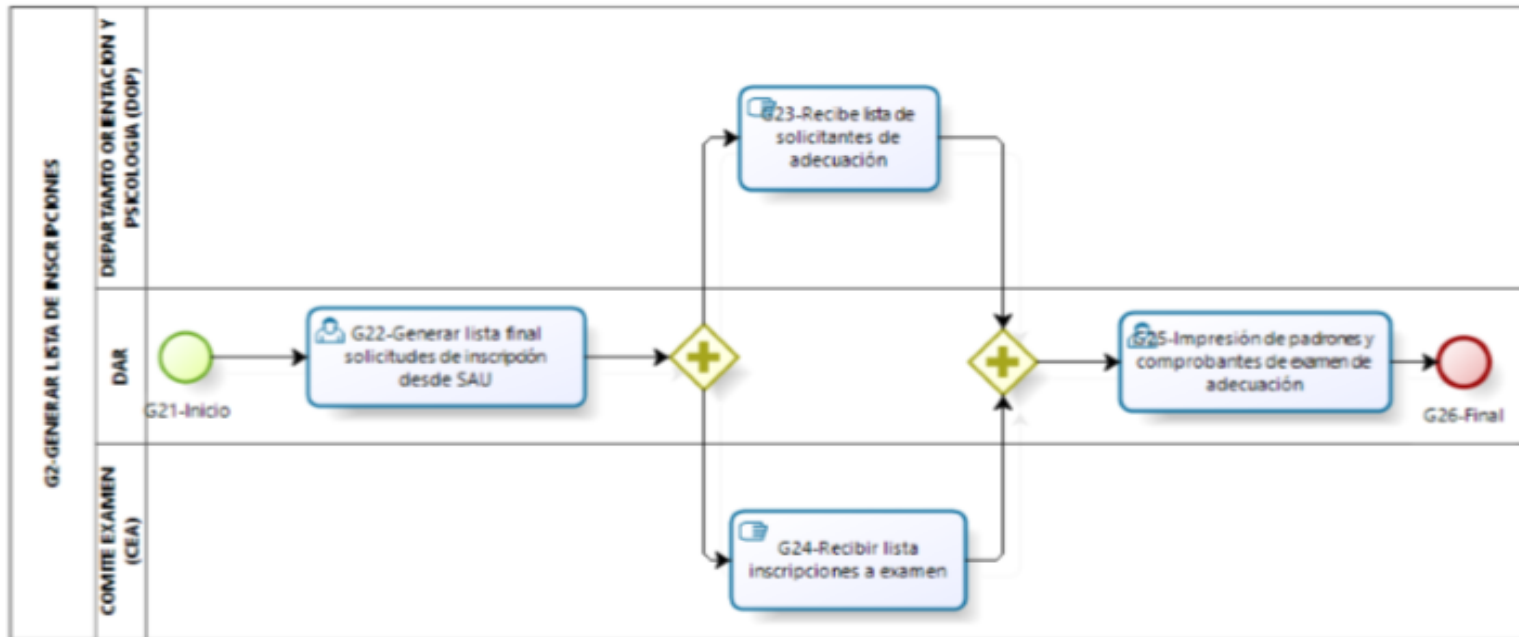 G2-GENERAR LISTA DE INSCRIPCIONES
DEPARTAMTO ORIENTACION Y
PSICOLOGIA (DOP)
G23-Recibe lista de
solicitantes de
adecuación
DAR
G21-Inicio
G22-Generar lista final
solicitudes de inscripción
desde SAU
G25-Impresión de padrones y
comprobantes de examen de
adecuación
G26-Final
COMITE EXAMEN
(CEA)
G24-Recibir lista
inscripciones a examen